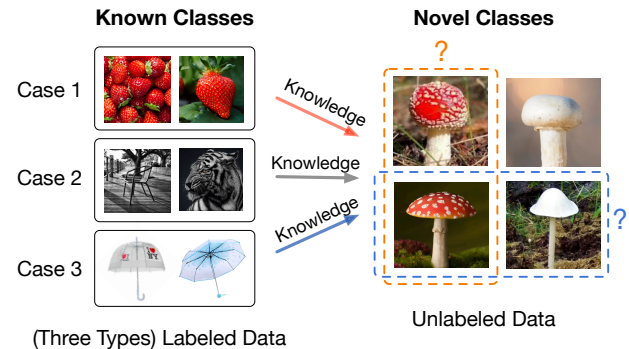 Known Classes
Novel Classes
?
Case 1
Knowledge
Case 2
Knowledge
?
Case 3
Knowledge
(Three Types) Labeled Data
Unlabeled Data